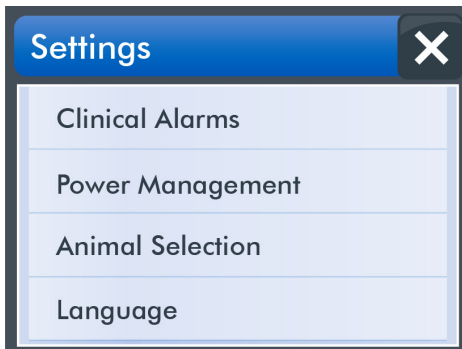 Settings
Clinical Alarms
Power Management
Animal Selection
Language